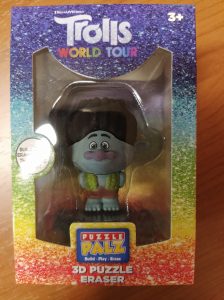 DREAMWORKS
Trolls
WORLD TOUR
3+
PUZZLE
PALZ
Build · Play · Erase
3D PUZZLE
ERASER